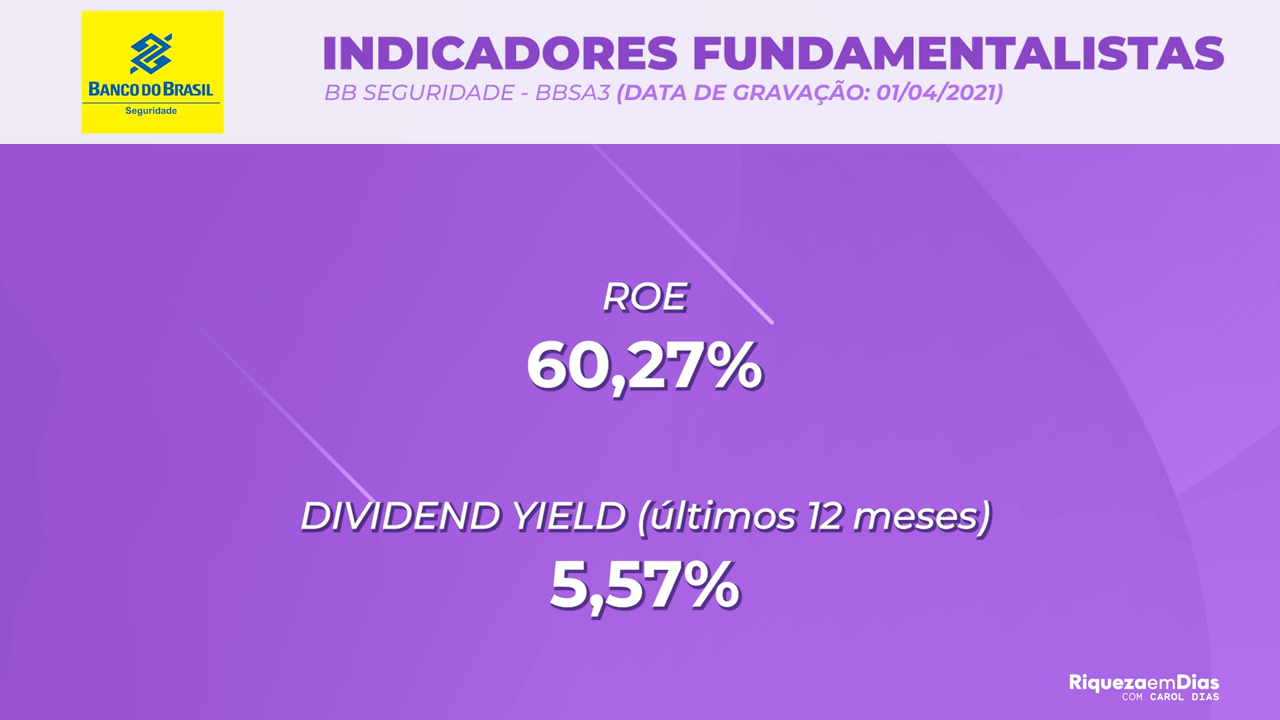 BANCO DO BRASIL
Seguridade
INDICADORES FUNDAMENTALISTAS
BB SEGURIDADE - BBSA3 (DATA DE GRAVAÇÃO: 01/04/2021)
ROE
60,27%
DIVIDEND YIELD (últimos 12 meses)
5,57%
RiquezaemDias
COM CAROL DIAS